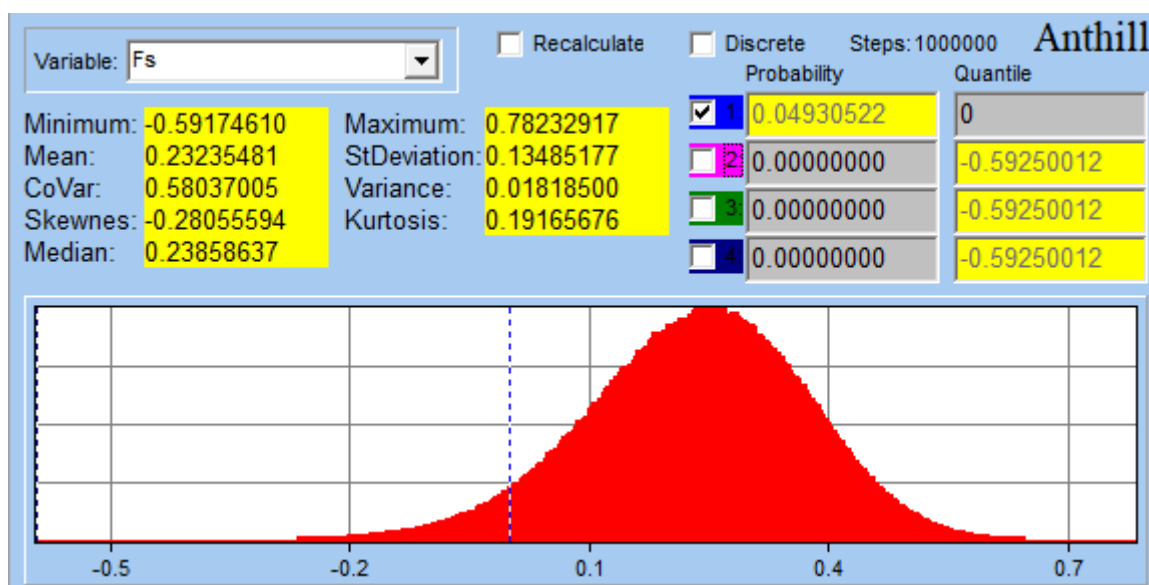 Variable: Fs Recalculate Discrete Steps:1000000 Anthill
Probability Quantile
1: 0.04930522 0
Minimum: -0.59174610 Maximum: 0.78232917
Mean: 0.23235481 StDeviation: 0.13485177 2: 0.00000000 -0.59250012
CoVar: 0.58037005 Variance: 0.01818500
Skewnes: -0.28055594 Kurtosis: 0.19165676 3: 0.00000000 -0.59250012
Median: 0.23858637 4 0.00000000 -0.59250012
-0.5 -0.2 0.1 0.4 0.7